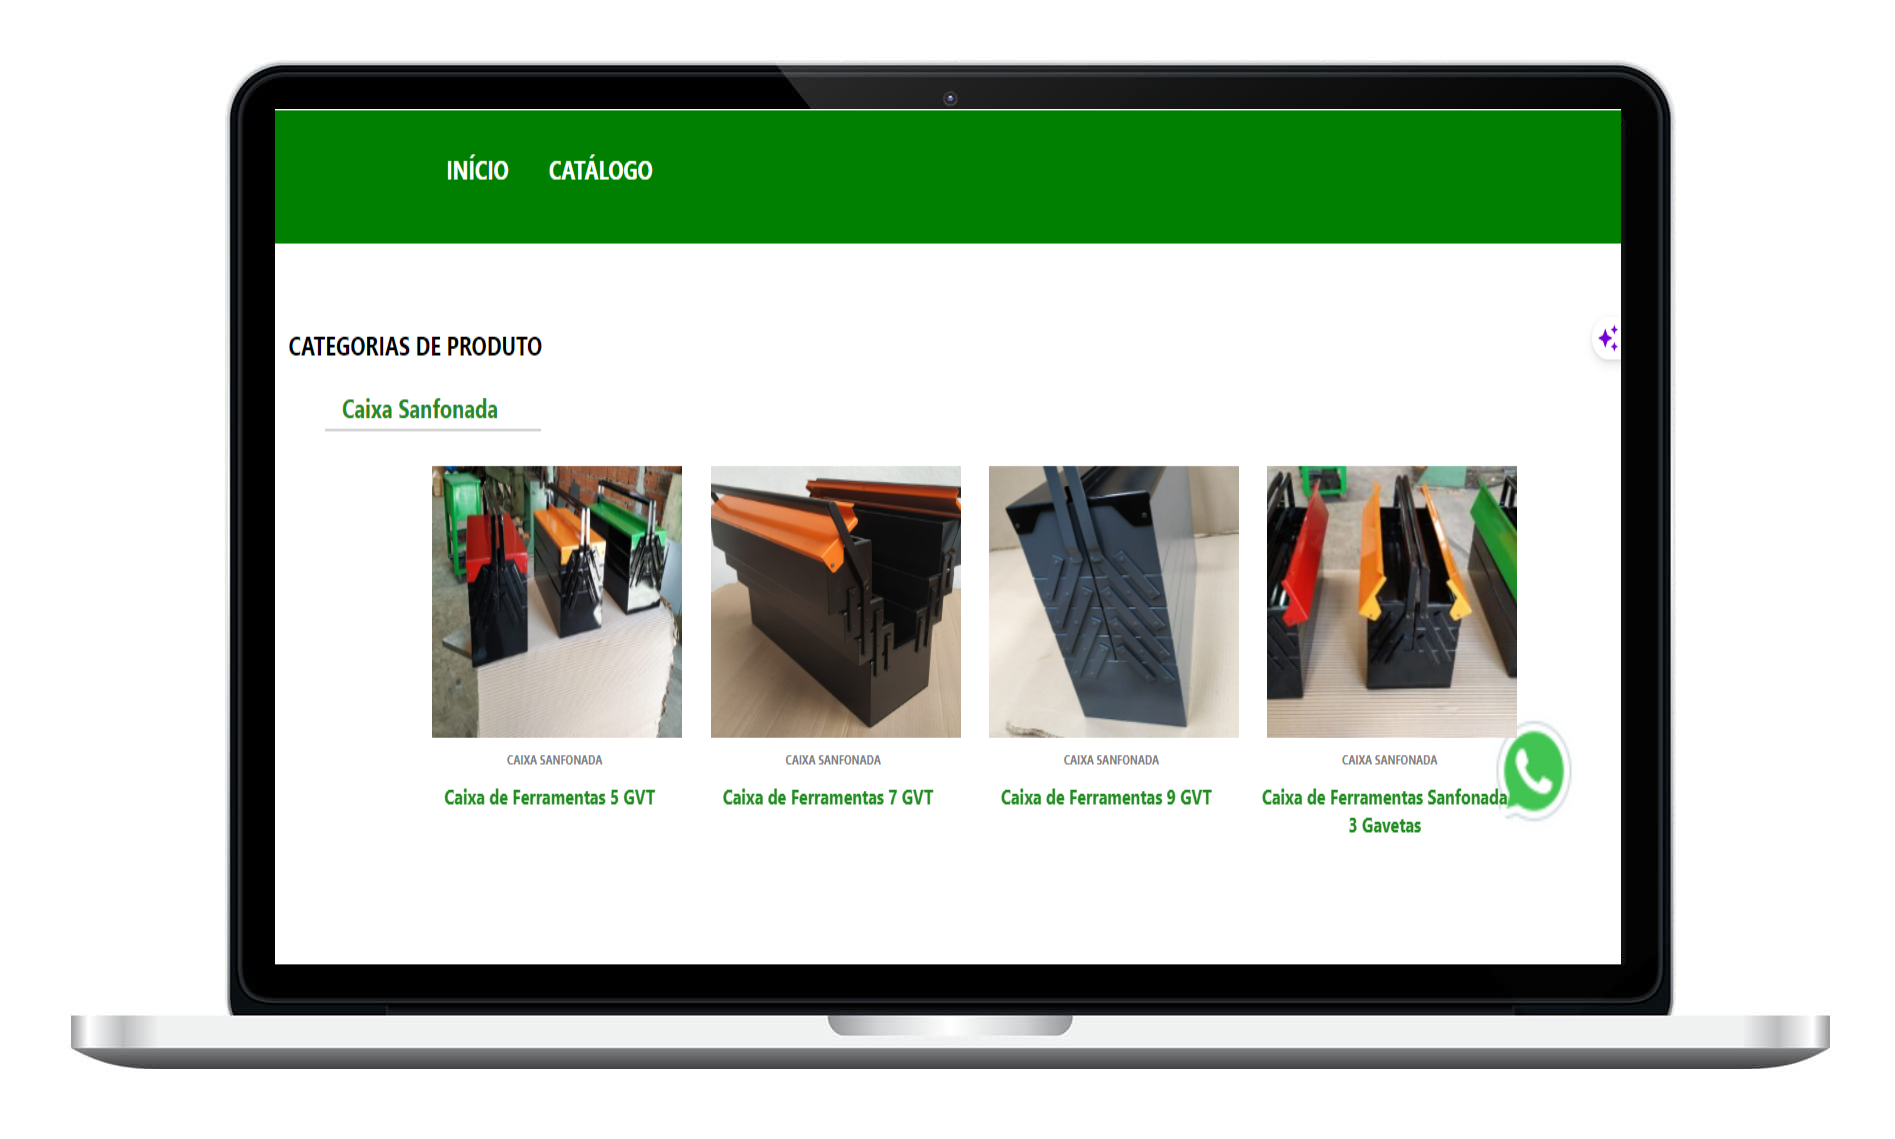 INÍCIO CATÁLOGO
CATEGORIAS DE PRODUTO
Caixa Sanfonada
CAIXA SANFONADA
Caixa de Ferramentas 5 GVT
CAIXA SANFONADA
Caixa de Ferramentas 7 GVT
CAIXA SANFONADA
Caixa de Ferramentas 9 GVT
CAIXA SANFONADA
Caixa de Ferramentas Sanfonada
3 Gavetas